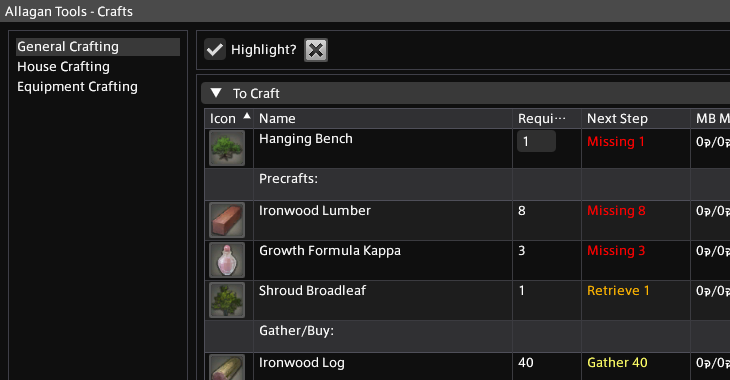 Allagan Tools - Crafts
General Crafting
House Crafting
Equipment Crafting
Highlight?
To Craft
Icon Name Requi... Next Step MB M
Hanging Bench 1 Missing 1 0/0
Precrafts:
Ironwood Lumber 8 Missing 8 0/0
Growth Formula Kappa 3 Missing 3 0/0
Shroud Broadleaf 1 Retrieve 1 0/0
Gather/Buy:
Ironwood Log 40 Gather 40 0/0